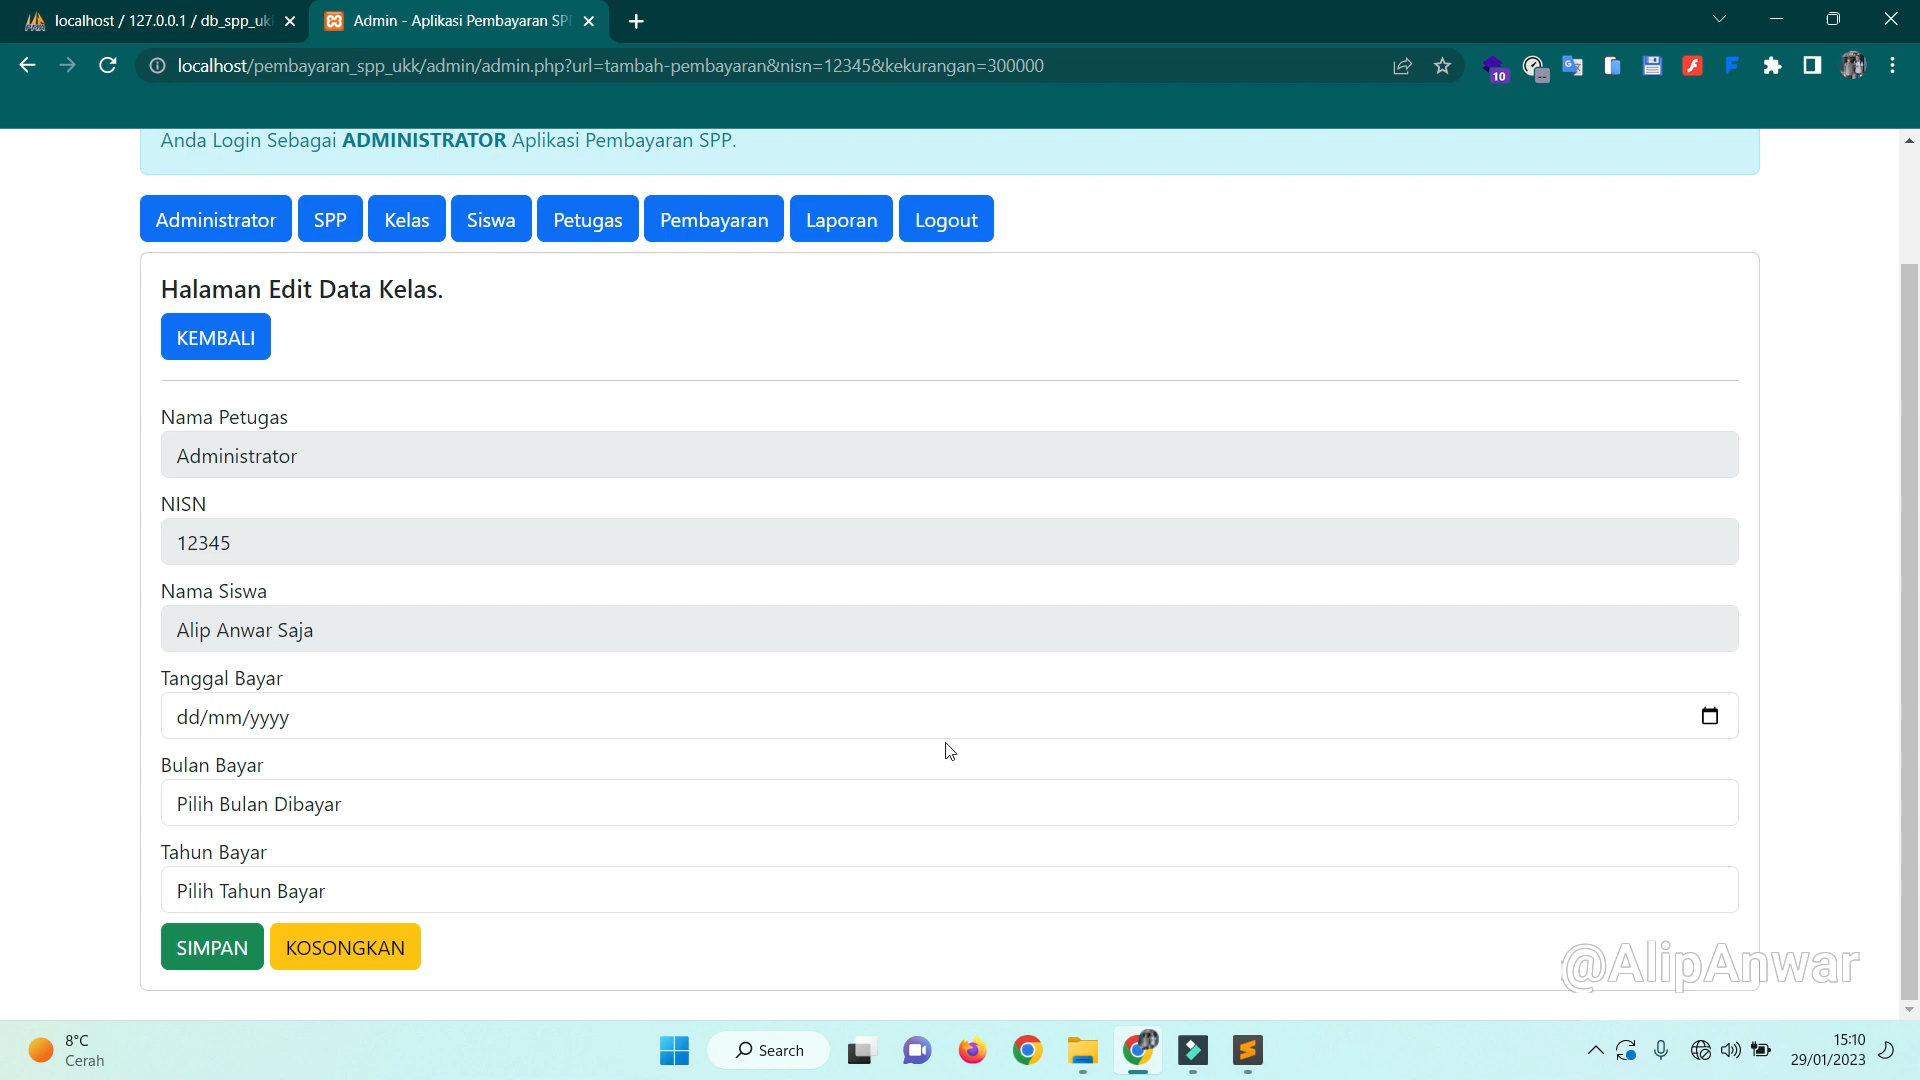 localhost / 127.0.0.1 / db_spp_uk
Admin - Aplikasi Pembayaran SP
localhost/pembayaran_spp_ukk/admin/admin.php?url=tambah-pembayaran&nisn=12345&kekurangan=300000
10
Anda Login Sebagai ADMINISTRATOR Aplikasi Pembayaran SPP.
Administrator SPP Kelas Siswa Petugas Pembayaran Laporan Logout
Halaman Edit Data Kelas.
KEMBALI
Nama Petugas
Administrator
NISN
12345
Nama Siswa
Alip Anwar Saja
Tanggal Bayar
dd/mm/yyyy
Bulan Bayar
Pilih Bulan Dibayar
Tahun Bayar
Pilih Tahun Bayar
SIMPAN KOSONGKAN
@AlipAnwar
8°C
Cerah
Search
15:10
29/01/2023